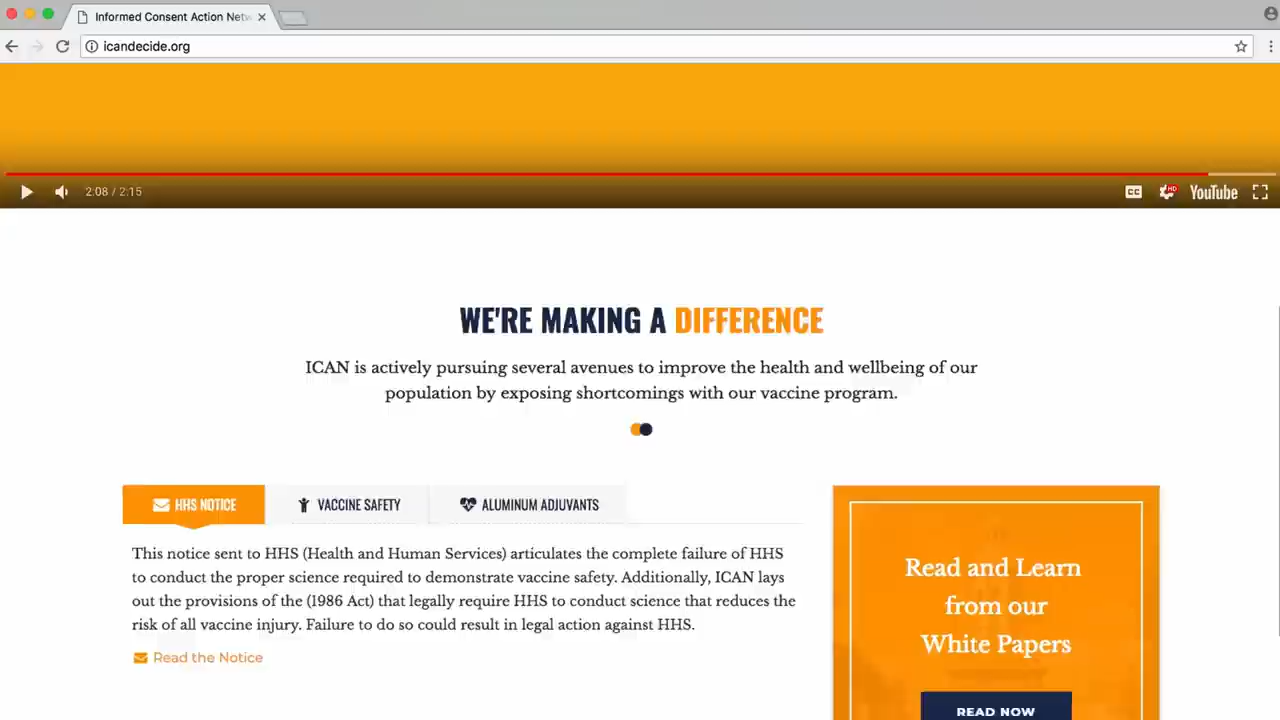 Informed Consent Action Netw
icandecide.org
2:08 / 2:15
CC
HD
YouTube
WE'RE MAKING A DIFFERENCE
ICAN is actively pursuing several avenues to improve the health and wellbeing of our
population by exposing shortcomings with our vaccine program.
HHS NOTICE
VACCINE SAFETY
ALUMINUM ADJUVANTS
This notice sent to HHS (Health and Human Services) articulates the complete failure of HHS
to conduct the proper science required to demonstrate vaccine safety. Additionally, ICAN lays
out the provisions of the (1986 Act) that legally require HHS to conduct science that reduces the
risk of all vaccine injury. Failure to do so could result in legal action against HHS.
Read the Notice
Read and Learn
from our
White Papers
READ NOW